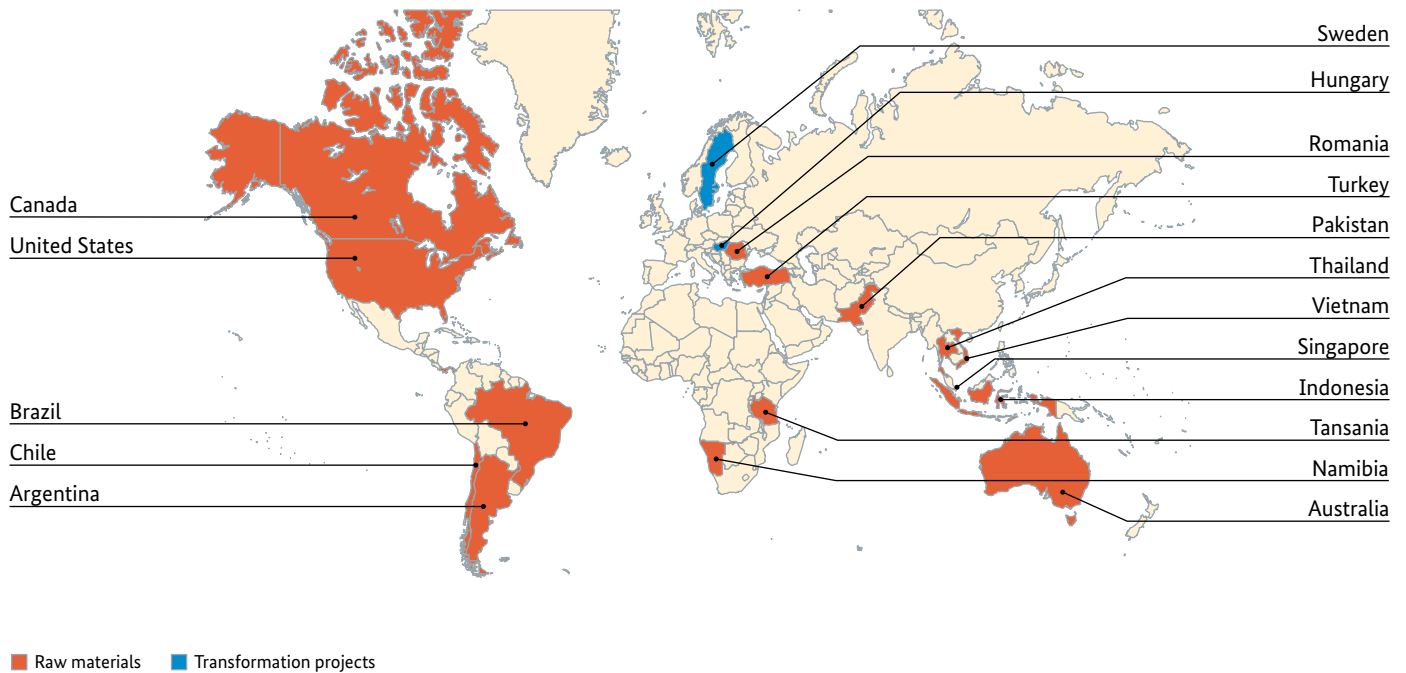 Sweden
Hungary
Romania
Turkey
Pakistan
Thailand
Vietnam
Singapore
Indonesia
Tansania
Namibia
Australia
Canada
United States
Brazil
Chile
Argentina
Raw materials
Transformation projects